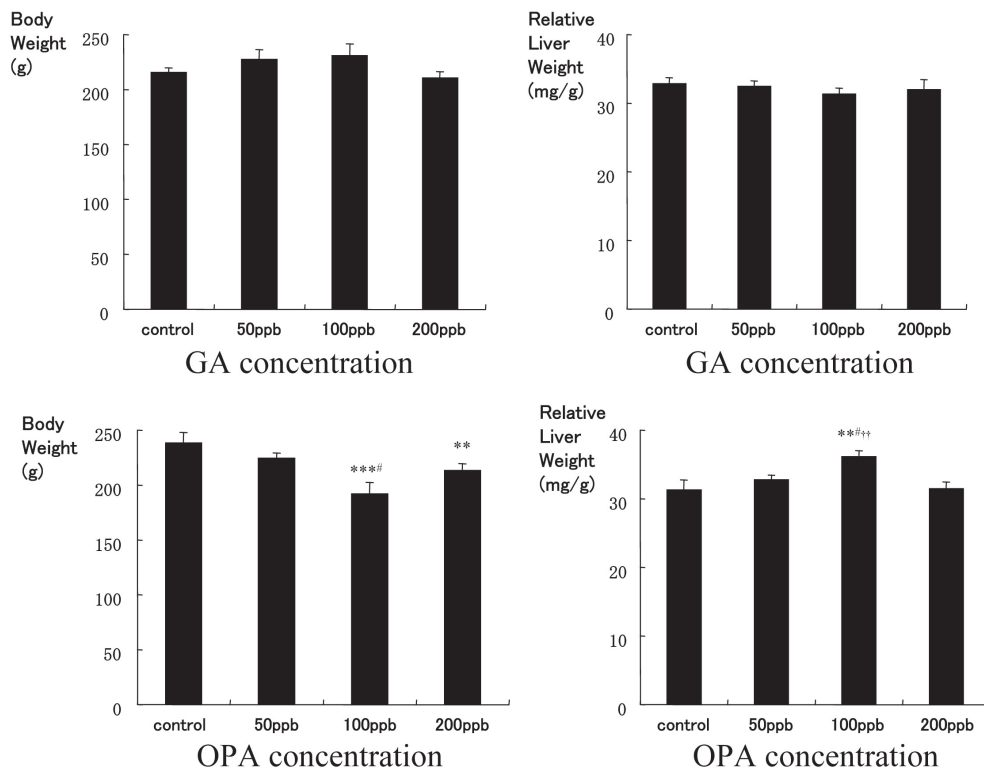 Body
Weight
(g)
250
200
150
100
50
0
control 50ppb 100ppb 200ppb
GA concentration
Relative
Liver
Weight
(mg/g)
40
30
20
10
0
control 50ppb 100ppb 200ppb
GA concentration
Body
Weight
(g)
250
200
150
100
50
0
***#
**
control 50ppb 100ppb 200ppb
OPA concentration
Relative
Liver
Weight
(mg/g)
40
30
20
10
0
**#††
control 50ppb 100ppb 200ppb
OPA concentration